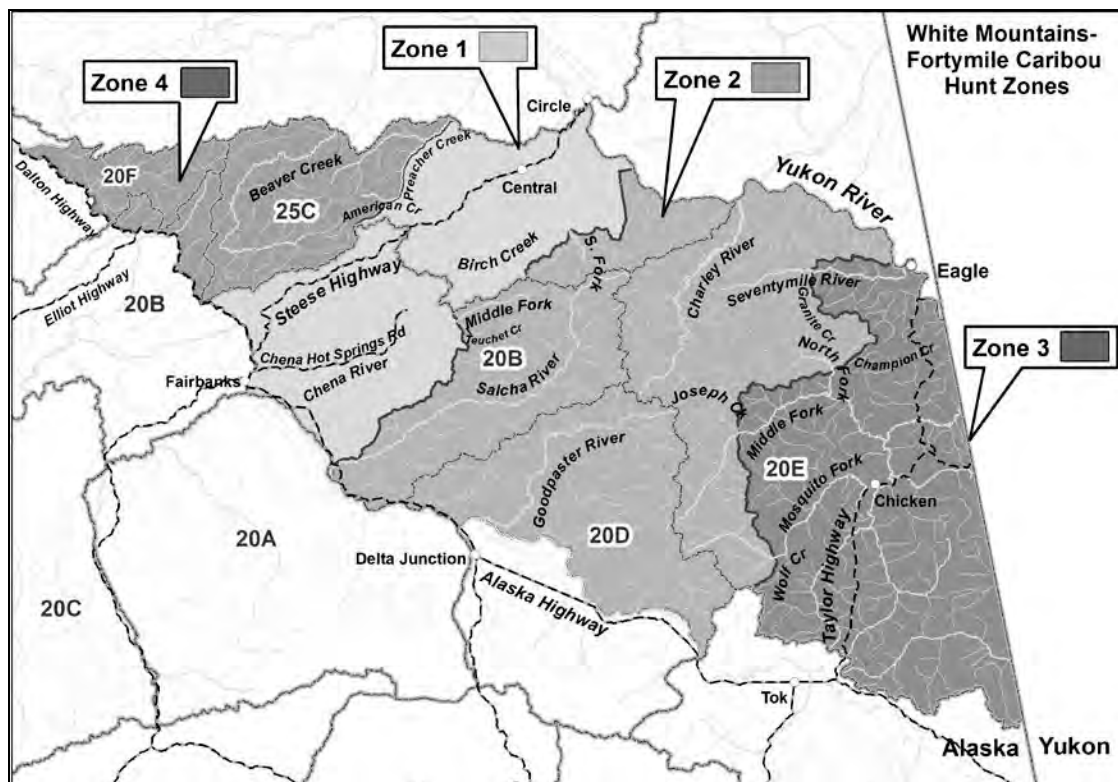 White Mountains-
Fortymile Caribou
Hunt Zones
Zone 1
Zone 2
Zone 4
Circle
Preacher Creek
20F
Beaver Creek
Central
Yukon River
Dalton Highway
25C
American Cr
Birch Creek
S. Fork
Charley River
Eagle
Elliot Highway
20B
Steese Highway
Seventymile River
Granite Cr
Middle Fork
Teuchet Cr
20B
North Fork
Champion Cr
Zone 3
Chena Hot Springs Rd
Fairbanks
Chena River
Salcha River
Joseph Ck
Middle Fork
Goodpaster River
20E
Mosquito Fork
Chicken
20A
20D
Delta Junction
Wolf Cr
Taylor Highway
20C
Alaska Highway
Tok
Alaska
Yukon